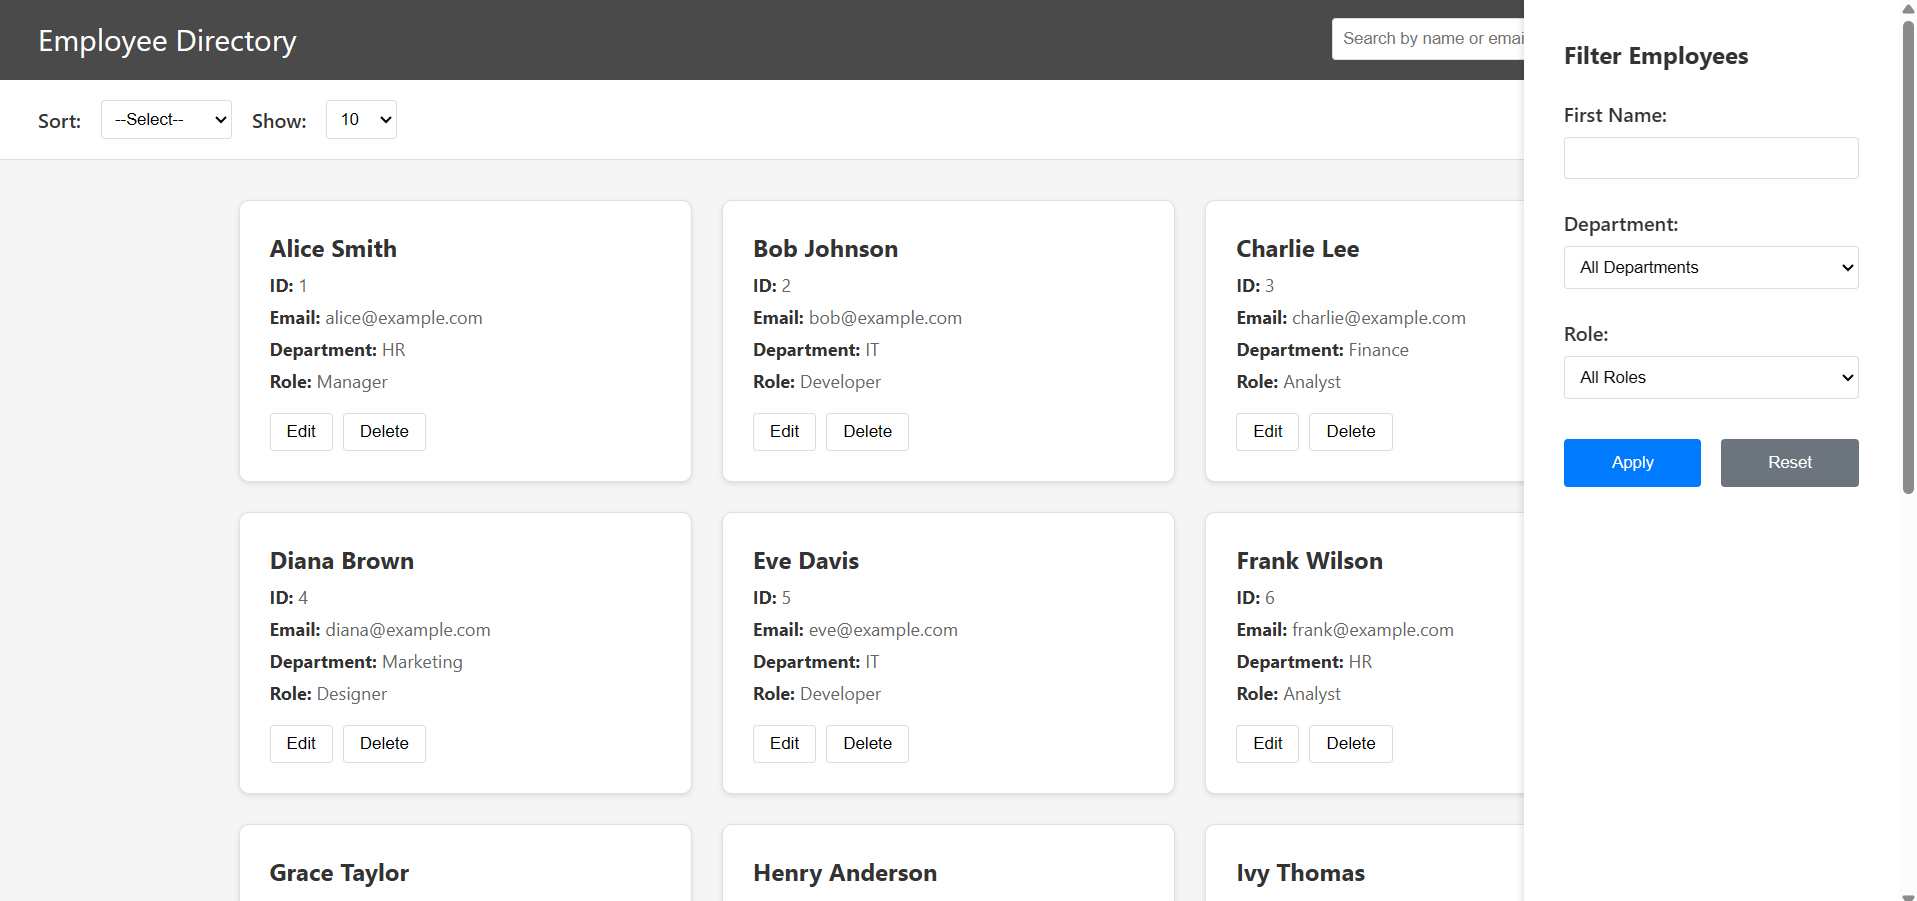 Employee Directory
Search by name or emai
Sort: --Select-- Show: 10
Alice Smith
ID: 1
Email: alice@example.com
Department: HR
Role: Manager
Edit Delete
Bob Johnson
ID: 2
Email: bob@example.com
Department: IT
Role: Developer
Edit Delete
Charlie Lee
ID: 3
Email: charlie@example.com
Department: Finance
Role: Analyst
Edit Delete
Diana Brown
ID: 4
Email: diana@example.com
Department: Marketing
Role: Designer
Edit Delete
Eve Davis
ID: 5
Email: eve@example.com
Department: IT
Role: Developer
Edit Delete
Frank Wilson
ID: 6
Email: frank@example.com
Department: HR
Role: Analyst
Edit Delete
Grace Taylor
Henry Anderson
Ivy Thomas
Filter Employees
First Name:
Department:
All Departments
Role:
All Roles
Apply Reset